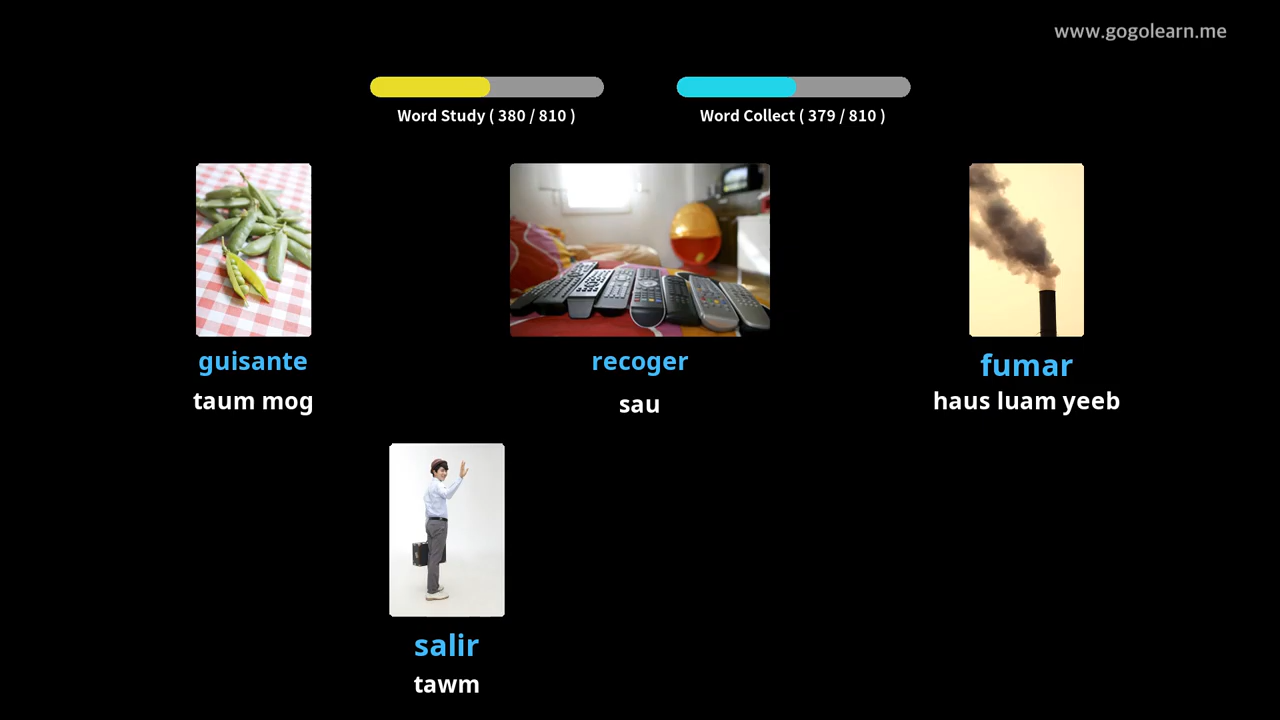 www.gogolearn.me
Word Study ( 380 / 810 )
Word Collect ( 379 / 810 )
guisante
taum mog
recoger
sau
fumar
haus luam yeeb
salir
tawm